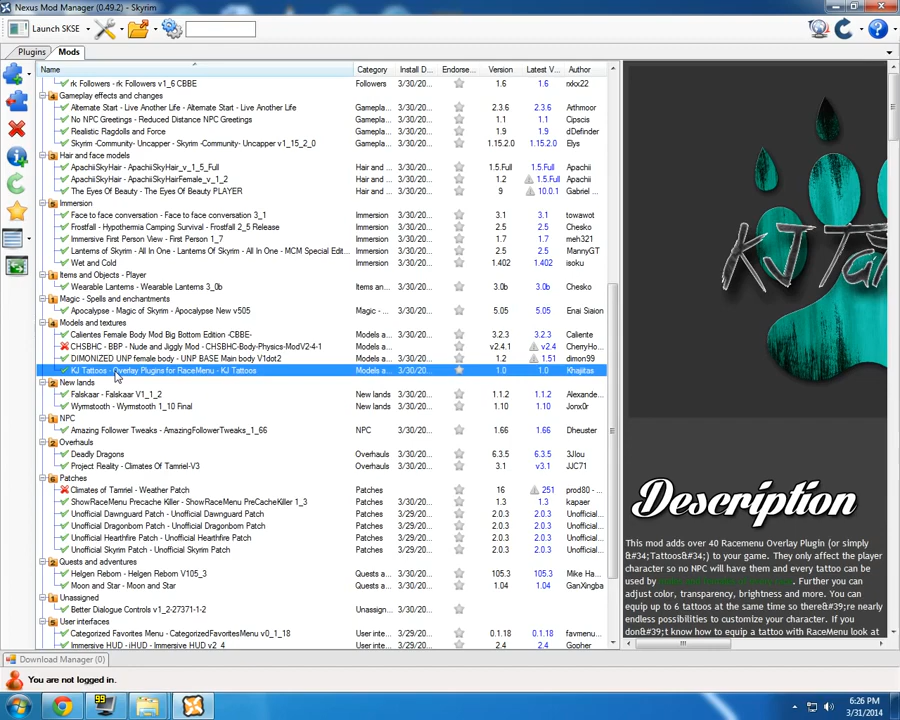 Nexus Mod Manager (0.49.2) - Skyrim
Launch SKSE
Plugins Mods
Name Category Install D... Endorse... Version Latest V... Author
rk Followers - rk Followers v1_6 CBBE Followers 3/30/20... 1.6 1.6 rxkx22
4 Gameplay effects and changes
Alternate Start - Live Another Life - Alternate Start - Live Another Life Gamepla... 3/30/20... 2.3.6 2.3.6 Arthmoor
No NPC Greetings - Reduced Distance NPC Greetings Gamepla... 3/30/20... 1.1 1.1 Cipscis
Realistic Ragdolls and Force Gamepla... 3/30/20... 1.9 1.9 dDefinder
Skyrim -Community- Uncapper - Skyrim -Community- Uncapper v1_15_2_0 Gamepla... 3/30/20... 1.15.2.0 1.15.2.0 Elys
3 Hair and face models
ApachiiSkyHair - ApachiiSkyHair_v_1_5_Full Hair and ... 3/30/20... 1.5.Full 1.5.Full Apachii
ApachiiSkyHair - ApachiiSkyHairFemale_v_1_2 Hair and ... 3/30/20... 1.2 1.5.Full Apachii
The Eyes Of Beauty - The Eyes Of Beauty PLAYER Hair and ... 3/30/20... 9 10.0.1 Gabriel ...
5 Immersion
Face to face conversation - Face to face conversation 3_1 Immersion 3/30/20... 3.1 3.1 towawot
Frostfall - Hypothermia Camping Survival - Frostfall 2_5 Release Immersion 3/30/20... 2.5 2.5 Chesko
Immersive First Person View - First Person 1_7 Immersion 3/30/20... 1.7 1.7 meh321
Lanterns of Skyrim - All In One - Lanterns Of Skyrim - All In One - MCM Special Edit... Immersion 3/30/20... 2.5 2.5 MannyGT
Wet and Cold Immersion 3/30/20... 1.402 1.402 isoku
1 Items and Objects - Player
Wearable Lanterns - Wearable Lanterns 3_0b Items an... 3/30/20... 3.0b 3.0b Chesko
1 Magic - Spells and enchantments
Apocalypse - Magic of Skyrim - Apocalypse New v505 Magic - S... 3/30/20... 5.05 5.05 Enai Siaion
4 Models and textures
Calientes Female Body Mod Big Bottom Edition -CBBE- Models a... 3/30/20... 3.2.3 3.2.3 Caliente
CHSBHC - BBP - Nude and Jiggly Mod - CHSBHC-Body-Physics-ModV2-4-1 Models a... 3/30/20... v2.4.1 v2.4 CherryHo...
DIMONIZED UNP female body - UNP BASE Main body V1dot2 Models a... 3/30/20... 1.2 1.51 dimon99
KJ Tattoos - Overlay Plugins for RaceMenu - KJ Tattoos Models a... 3/30/20... 1.0 1.0 Khajiitas
2 New lands
Falskaar - Falskaar V1_1_2 New lands 3/30/20... 1.1.2 1.1.2 Alexande...
Wyrmstooth - Wyrmstooth 1_10 Final New lands 3/30/20... 1.10 1.10 Jonx0r
1 NPC
Amazing Follower Tweaks - AmazingFollowerTweaks_1_66 NPC 3/30/20... 1.66 1.66 Dheuster
2 Overhauls
Deadly Dragons Overhauls 3/30/20... 6.3.5 6.3.5 3Jlou
Project Reality - Climates Of Tamriel-V3 Overhauls 3/30/20... 3.1 v3.1 JJC71
6 Patches
Climates of Tamriel - Weather Patch Patches 3/30/20... 16 251 prod80 - ...
ShowRaceMenu Precache Killer - ShowRaceMenu PreCacheKiller 1_3 Patches 3/30/20... 1.3 1.3 kapaer
Unofficial Dawnguard Patch - Unofficial Dawnguard Patch Patches 3/29/20... 2.0.3 2.0.3 Unofficial...
Unofficial Dragonborn Patch - Unofficial Dragonborn Patch Patches 3/29/20... 2.0.3 2.0.3 Unofficial...
Unofficial Hearthfire Patch - Unofficial Hearthfire Patch Patches 3/29/20... 2.0.3 2.0.3 Unofficial...
Unofficial Skyrim Patch - Unofficial Skyrim Patch Patches 3/29/20... 2.0.3 2.0.3 Unofficial...
2 Quests and adventures
Helgen Reborn - Helgen Reborn V105_3 Quests a... 3/30/20... 105.3 105.3 Mike Ha...
Moon and Star - Moon and Star Quests a... 3/30/20... 1.04 1.04 GanXingba
1 Unassigned
Better Dialogue Controls v1_2-27371-1-2 Unassign... 3/30/20...
5 User interfaces
Categorized Favorites Menu - CategorizedFavoritesMenu v0_1_18 User inte... 3/29/20... 0.1.18 0.1.18 favmenu...
Immersive HUD - iHUD - Immersive HUD v2_4 User inte... 3/30/20... 2.4 2.4 Gopher
KJ Tat
Description
This mod adds over 40 Racemenu Overlay Plugin (or simply
&#34;Tattoos&#34;) to your game. They only affect the player
character so no NPC will have them and every tattoo can be
used by
Further you can
adjust color, transparency, brightness and more. You can
equip up to 6 tattoos at the same time so there&#39;re nearly
endless possibilities to customize your character. If you
don&#39;t know how to equip a tattoo with RaceMenu look at
Download Manager (0)
You are not logged in.
99
6:26 PM
3/31/2014